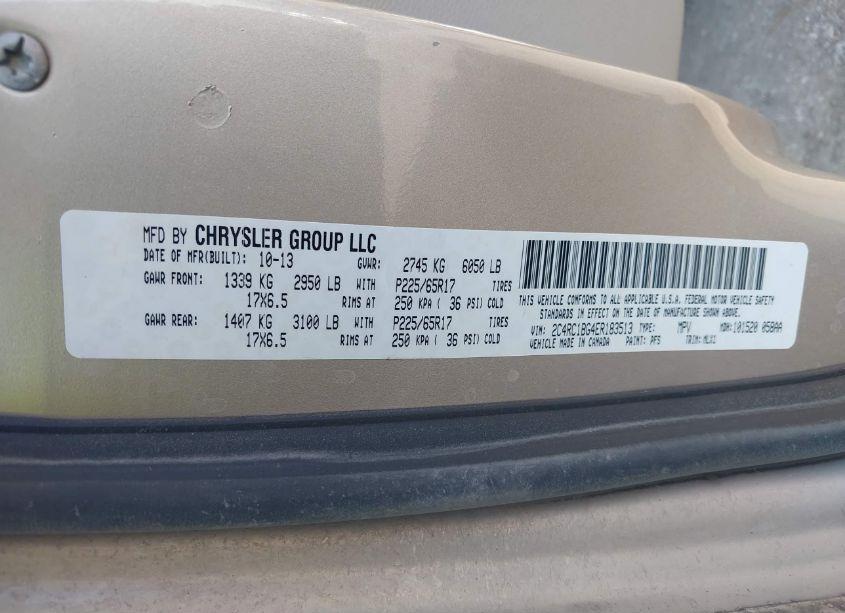 MFD BY CHRYSLER GROUP LLC
DATE OF MFR(BUILT): 10-13 GVWR: 2745 KG 6050 LB
GAWR FRONT: 1339 KG 2950 LB WITH P225/65R17 TIRES
17X6.5 RIMS AT 250 KPA ( 36 PSI) COLD
GAWR REAR: 1407 KG 3100 LB WITH P225/65R17 TIRES
17X6.5 RIMS AT 250 KPA ( 36 PSI) COLD
THIS VEHICLE CONFORMS TO ALL APPLICABLE U.S.A. FEDERAL MOTOR VEHICLE SAFETY
STANDARDS IN EFFECT ON THE DATE OF MANUFACTURE SHOWN ABOVE.
VIN: 2C4RC1BG4ER183513 TYPE: MPV MDH: 101520 058AA
VEHICLE MADE IN CANADA PAINT: PFS TRIM: